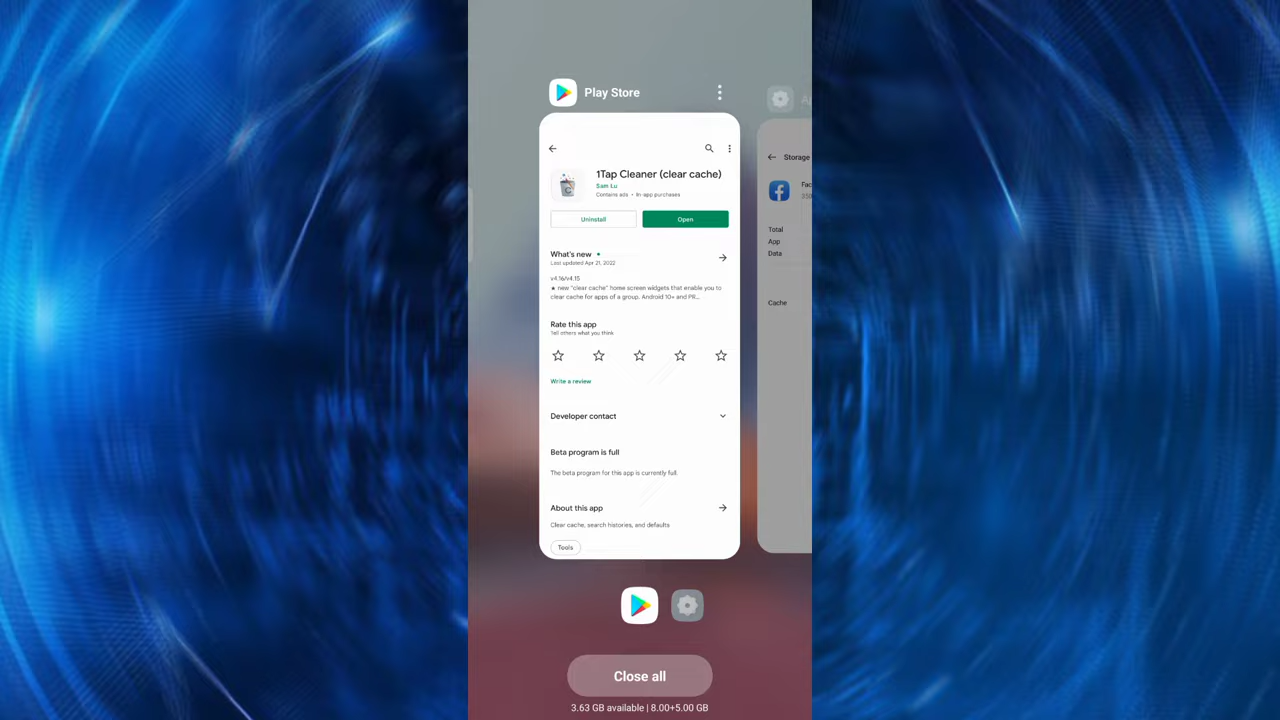 Play Store
1Tap Cleaner (clear cache)
Sam Lu
Contains ads • In-app purchases
Uninstall
Open
What's new •
Last updated Apr 21, 2022
v4.16/v4.15
★ new "clear cache" home screen widgets that enable you to
clear cache for apps of a group. Android 10+ and PR...
Rate this app
Tell others what you think
Write a review
Developer contact
Beta program is full
The beta program for this app is currently full.
About this app
Clear cache, search histories, and defaults
Tools
Storage
Total
App
Data
Cache
Close all
3.63 GB available | 8.00+5.00 GB